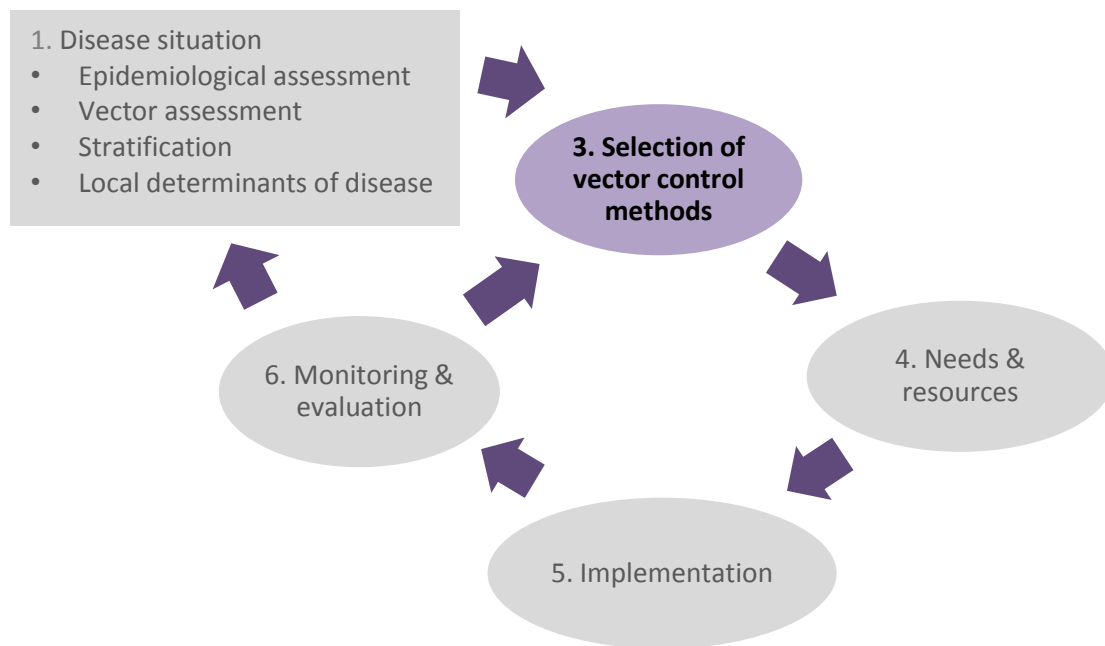 1. Disease situation
• Epidemiological assessment
• Vector assessment
• Stratification
• Local determinants of disease
3. Selection of
vector control
methods
4. Needs &
resources
6. Monitoring &
evaluation
5. Implementation